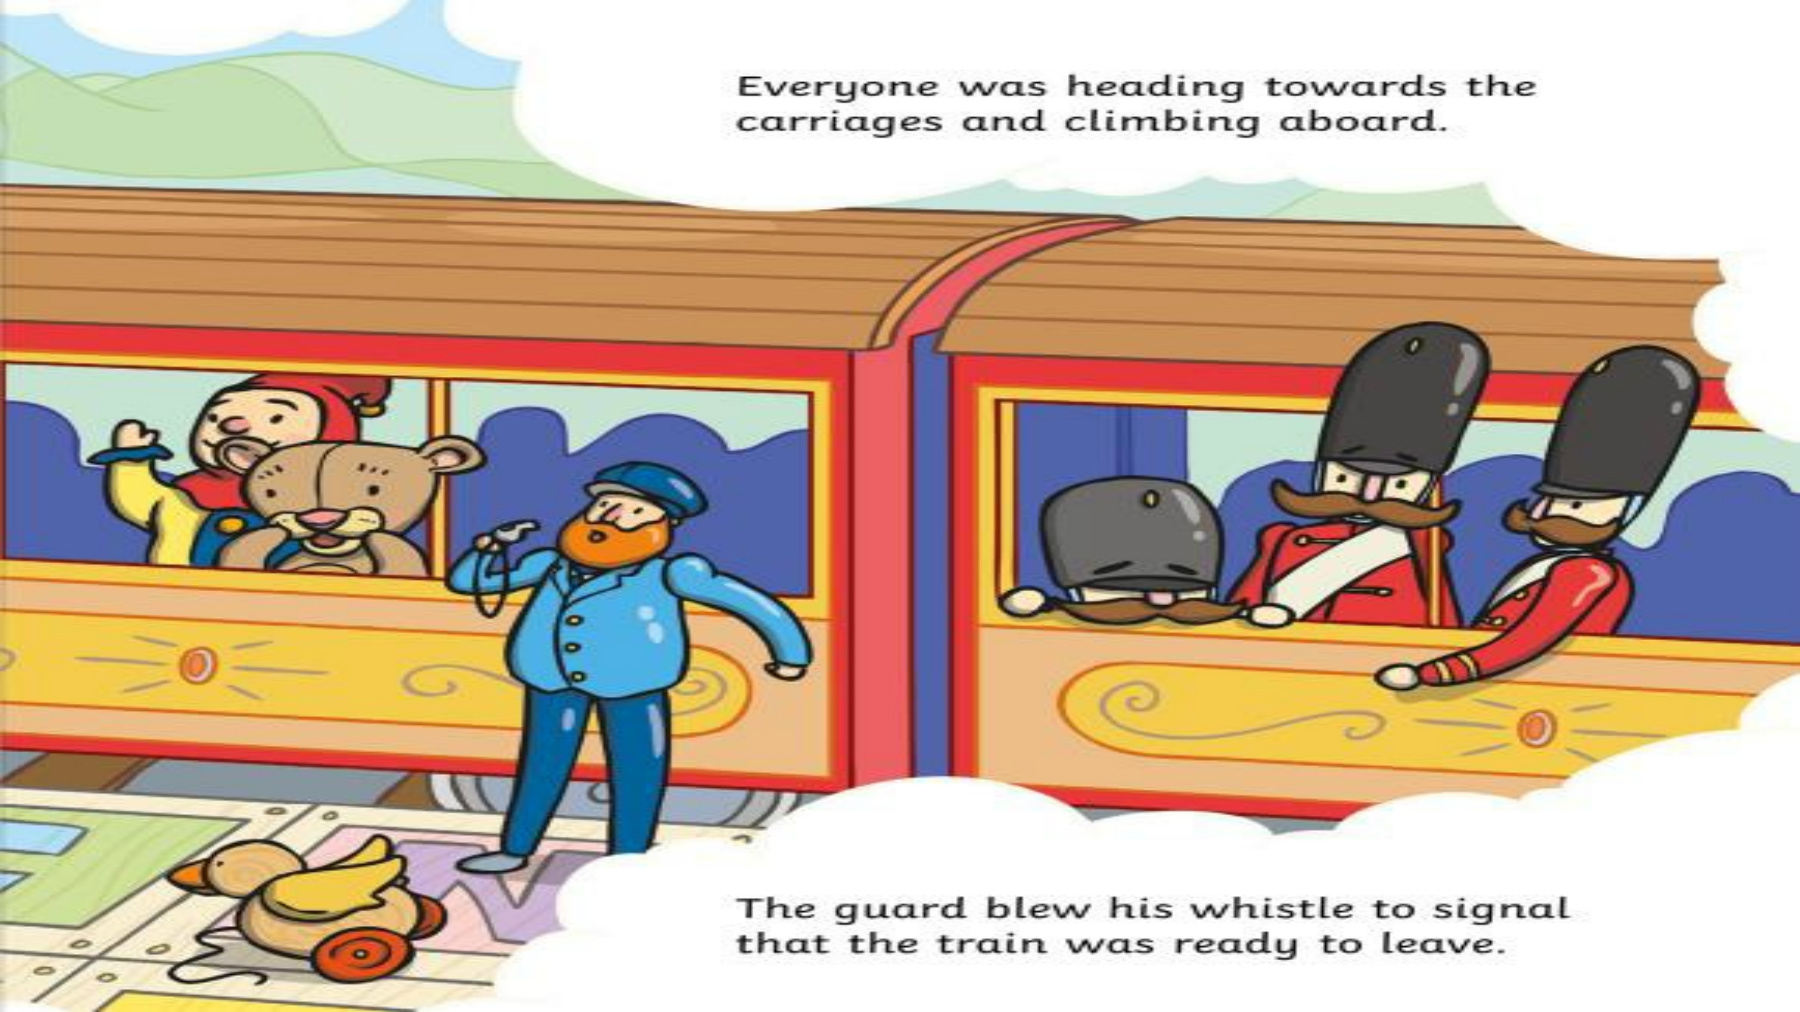 Everyone was heading towards the
carriages and climbing aboard.
The guard blew his whistle to signal
that the train was ready to leave.